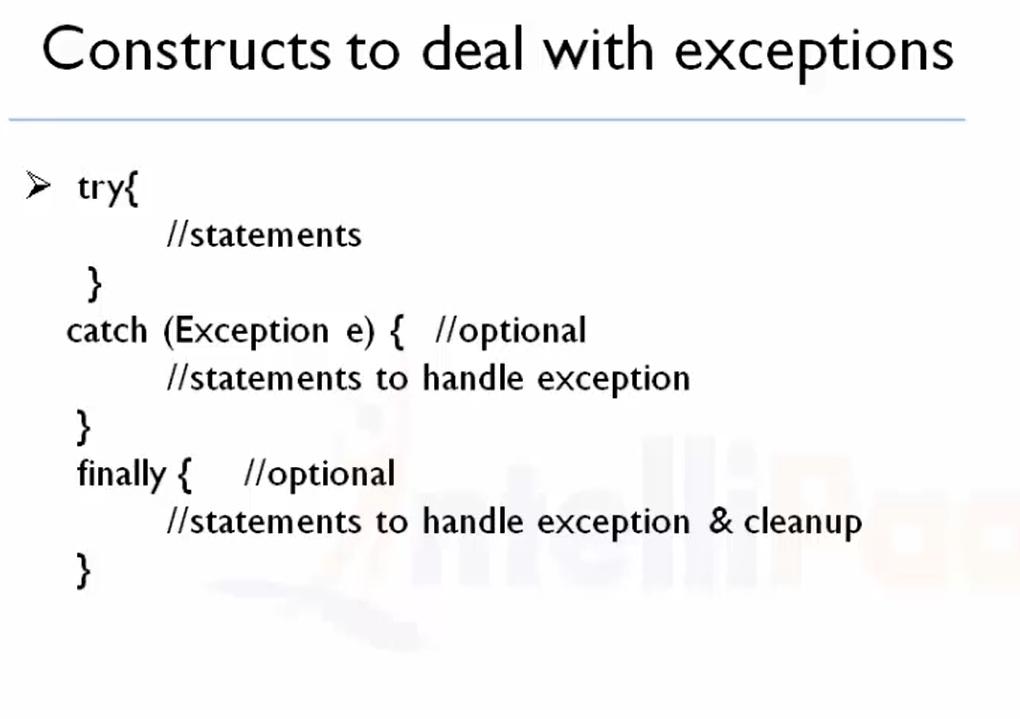 Constructs to deal with exceptions
➢ try{
//statements
}
catch (Exception e) { //optional
//statements to handle exception
}
finally { //optional
//statements to handle exception & cleanup
}